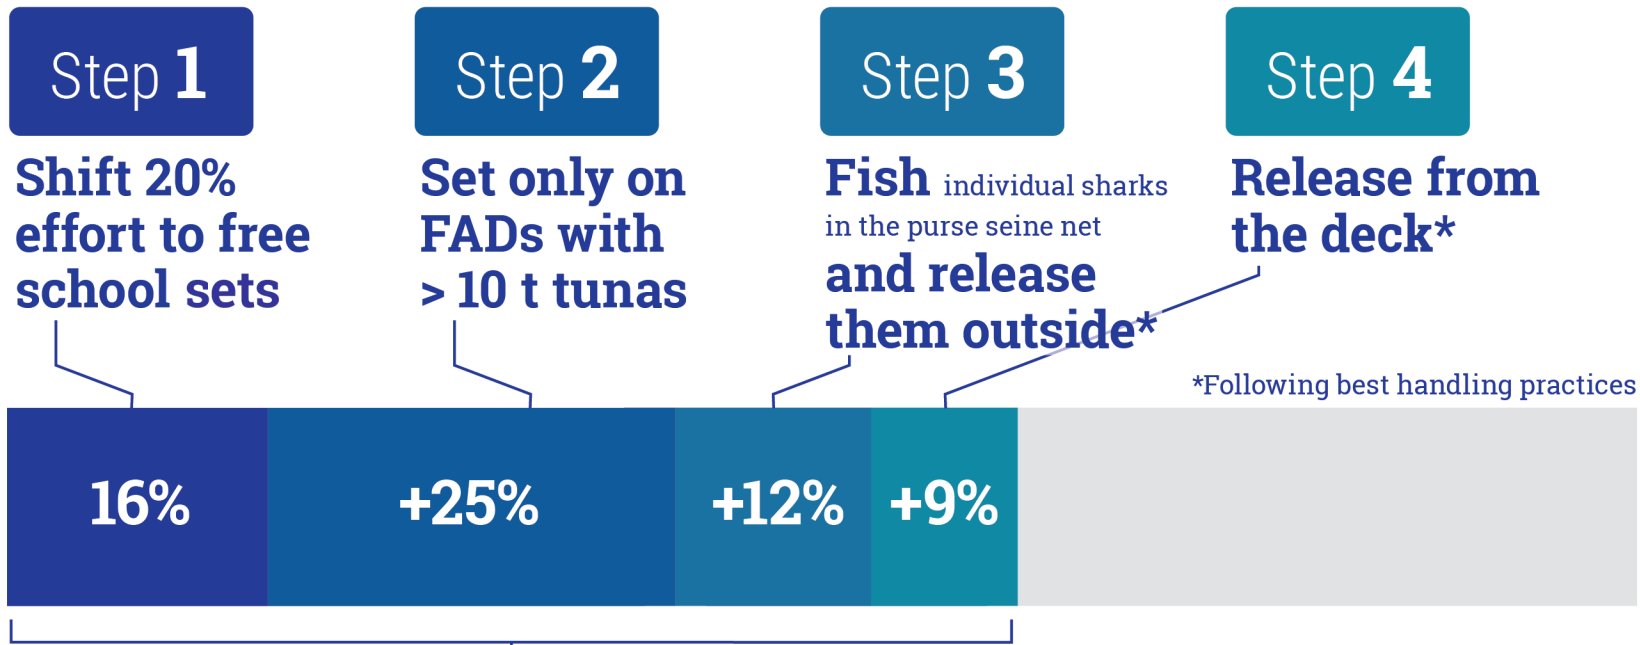 Step 1
Shift 20%
effort to free
school sets
Step 2
Set only on
FADs with
> 10 t tunas
Step 3
Fish individual sharks
in the purse seine net
and release
them outside*
Step 4
Release from
the deck*
*Following best handling practices
16%
+25%
+12%
+9%